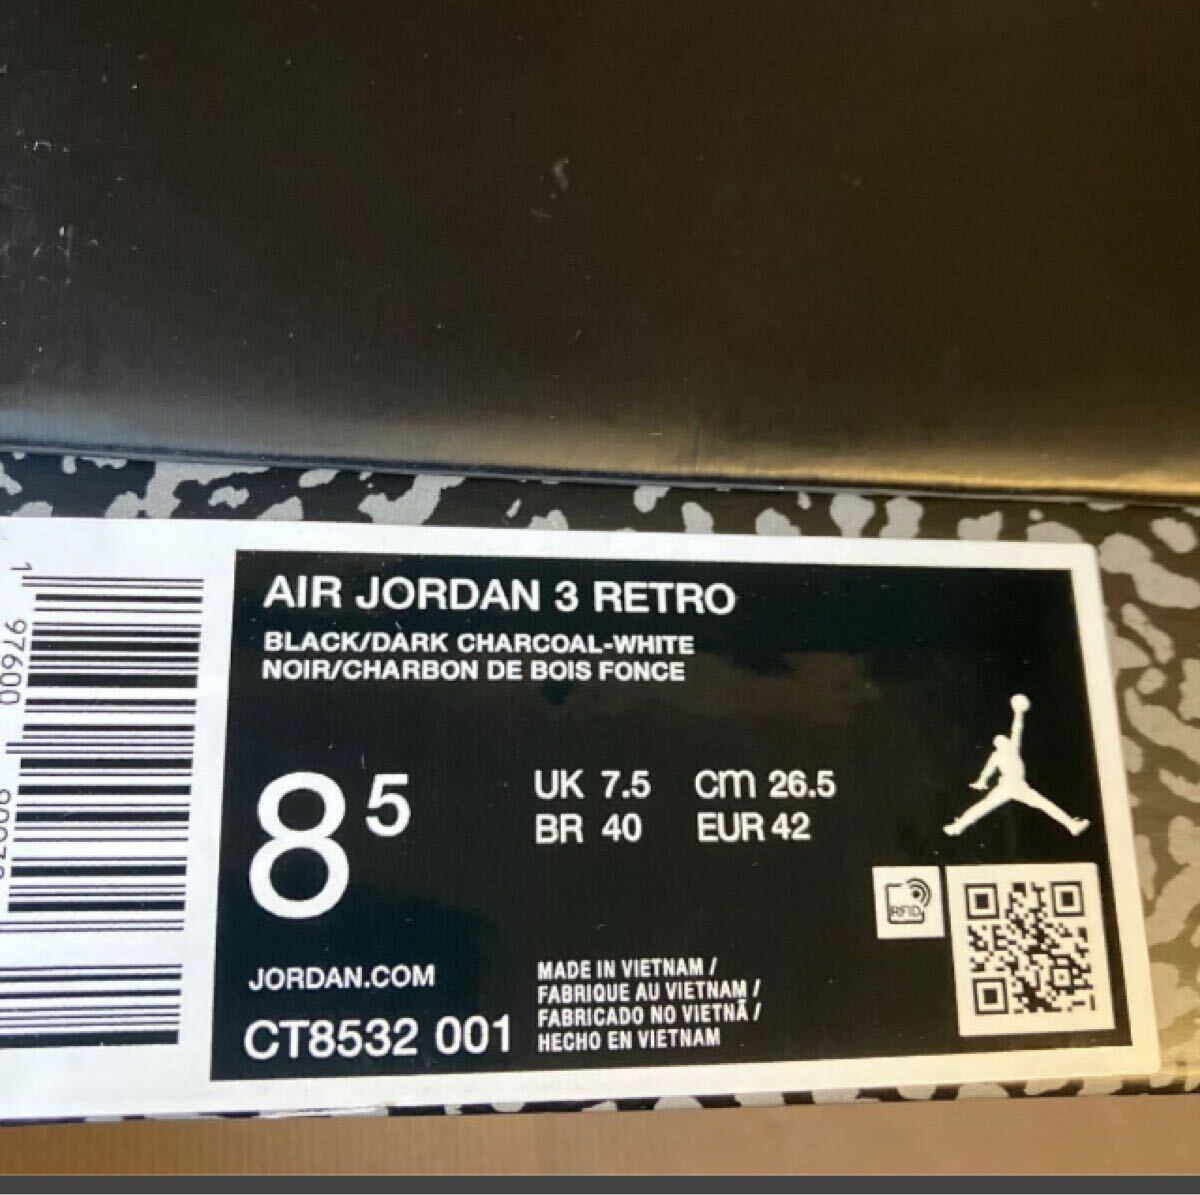 AIR JORDAN 3 RETRO
BLACK/DARK CHARCOAL-WHITE
NOIR/CHARBON DE BOIS FONCE
8 5
UK 7.5 CM 26.5
BR 40 EUR 42
RFID
JORDAN.COM
CT8532 001
MADE IN VIETNAM /
FABRIQUE AU VIETNAM /
FABRICADO NO VIETNÃ /
HECHO EN VIETNAM
1 97600